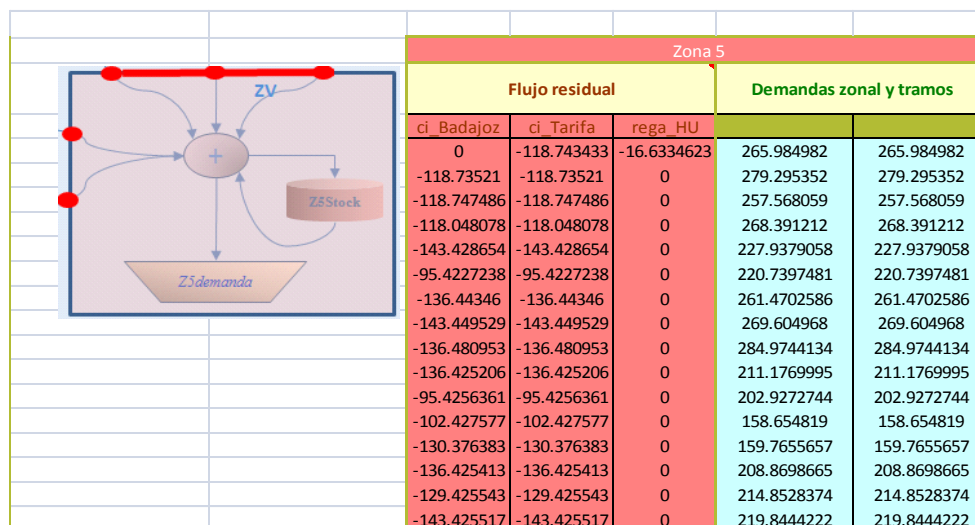 Zona 5
Flujo residual Demandas zonal y tramos
ci_Badajoz ci_Tarifa rega_HU
ZV
+
Z5Stock
Z5demanda
0 -118.743433 -16.6334623 265.984982 265.984982
-118.73521 -118.73521 0 279.295352 279.295352
-118.747486 -118.747486 0 257.568059 257.568059
-118.048078 -118.048078 0 268.391212 268.391212
-143.428654 -143.428654 0 227.9379058 227.9379058
-95.4227238 -95.4227238 0 220.7397481 220.7397481
-136.44346 -136.44346 0 261.4702586 261.4702586
-143.449529 -143.449529 0 269.604968 269.604968
-136.480953 -136.480953 0 284.9744134 284.9744134
-136.425206 -136.425206 0 211.1769995 211.1769995
-95.4256361 -95.4256361 0 202.9272744 202.9272744
-102.427577 -102.427577 0 158.654819 158.654819
-130.376383 -130.376383 0 159.7655657 159.7655657
-136.425413 -136.425413 0 208.8698665 208.8698665
-129.425543 -129.425543 0 214.8528374 214.8528374
-143.425517 -143.425517 0 219.8444222 219.8444222